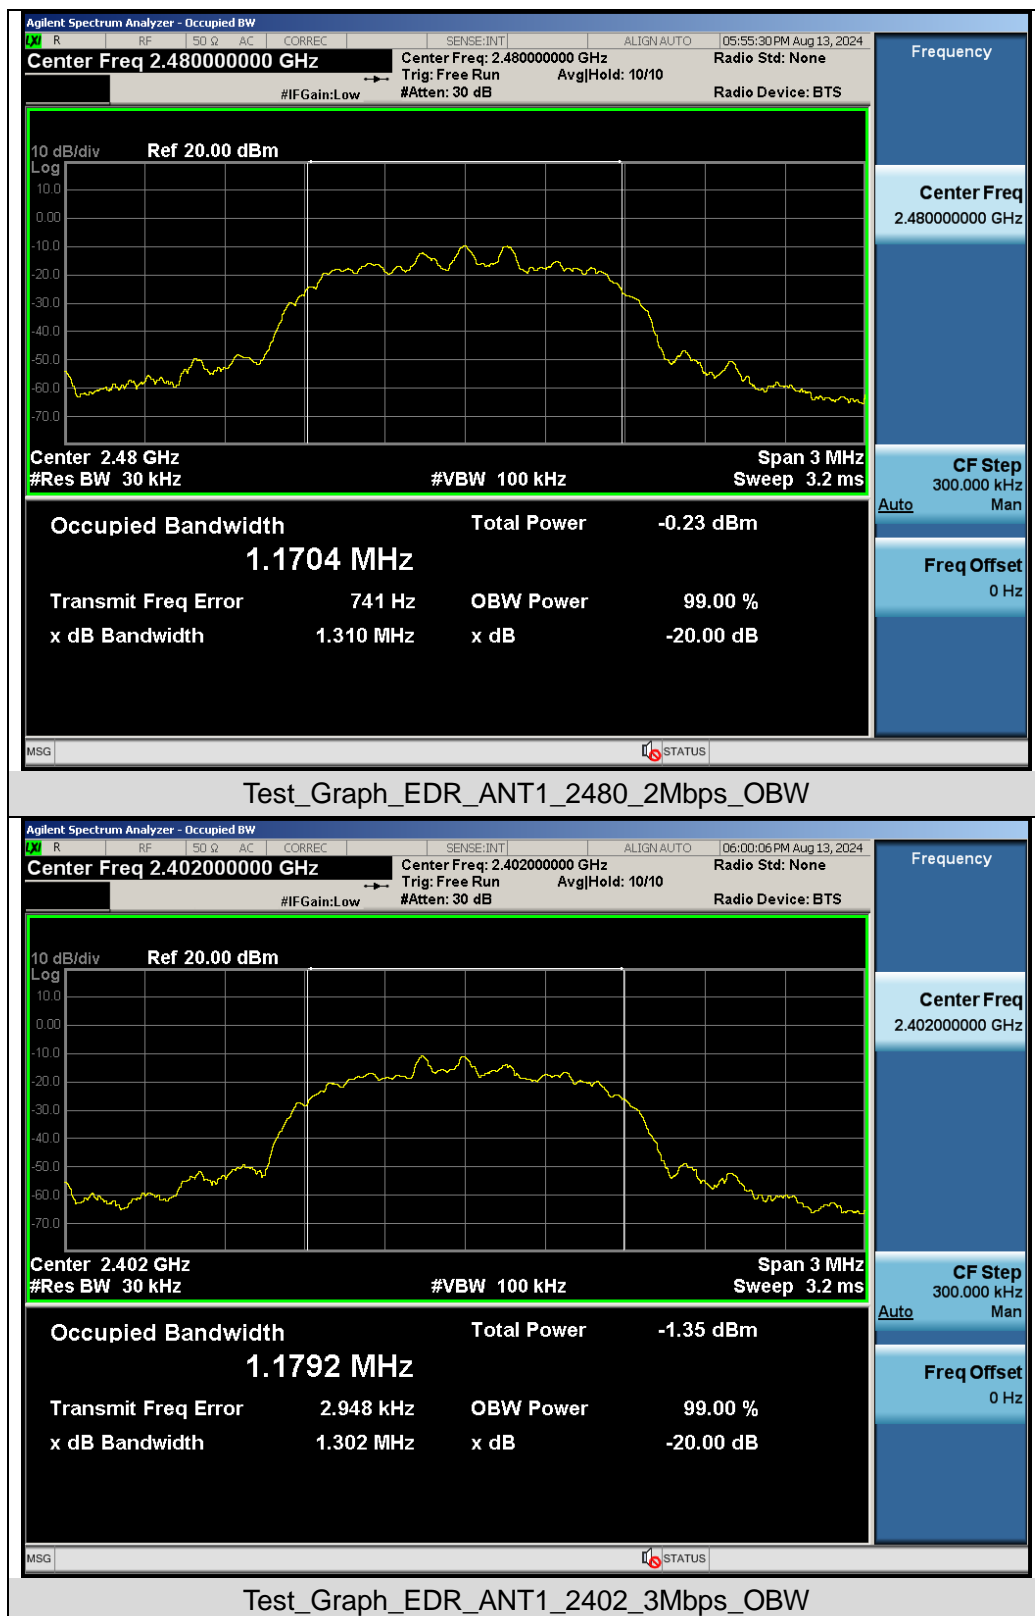 Agilent Spectrum Analyzer - Occupied BW
LXI R RF 50 Ω AC CORREC SENSE:INT ALIGN AUTO 05:55:30 PM Aug 13, 2024
Center Freq 2.480000000 GHz
Center Freq: 2.480000000 GHz Radio Std: None
Trig: Free Run Avg|Hold: 10/10
#IFGain:Low #Atten: 30 dB Radio Device: BTS
10 dB/div Ref 20.00 dBm
Log
10.0
0.00
-10.0
-20.0
-30.0
-40.0
-50.0
-60.0
-70.0
Center 2.48 GHz Span 3 MHz
#Res BW 30 kHz #VBW 100 kHz Sweep 3.2 ms
Occupied Bandwidth Total Power -0.23 dBm
1.1704 MHz
Transmit Freq Error 741 Hz OBW Power 99.00 %
x dB Bandwidth 1.310 MHz x dB -20.00 dB
MSG STATUS
Frequency
Center Freq
2.480000000 GHz
CF Step
300.000 kHz
Auto Man
Freq Offset
0 Hz
Test_Graph_EDR_ANT1_2480_2Mbps_OBW
Agilent Spectrum Analyzer - Occupied BW
LXI R RF 50 Ω AC CORREC SENSE:INT ALIGN AUTO 06:00:06 PM Aug 13, 2024
Center Freq 2.402000000 GHz
Center Freq: 2.402000000 GHz Radio Std: None
Trig: Free Run Avg|Hold: 10/10
#IFGain:Low #Atten: 30 dB Radio Device: BTS
10 dB/div Ref 20.00 dBm
Log
10.0
0.00
-10.0
-20.0
-30.0
-40.0
-50.0
-60.0
-70.0
Center 2.402 GHz Span 3 MHz
#Res BW 30 kHz #VBW 100 kHz Sweep 3.2 ms
Occupied Bandwidth Total Power -1.35 dBm
1.1792 MHz
Transmit Freq Error 2.948 kHz OBW Power 99.00 %
x dB Bandwidth 1.302 MHz x dB -20.00 dB
MSG STATUS
Frequency
Center Freq
2.402000000 GHz
CF Step
300.000 kHz
Auto Man
Freq Offset
0 Hz
Test_Graph_EDR_ANT1_2402_3Mbps_OBW